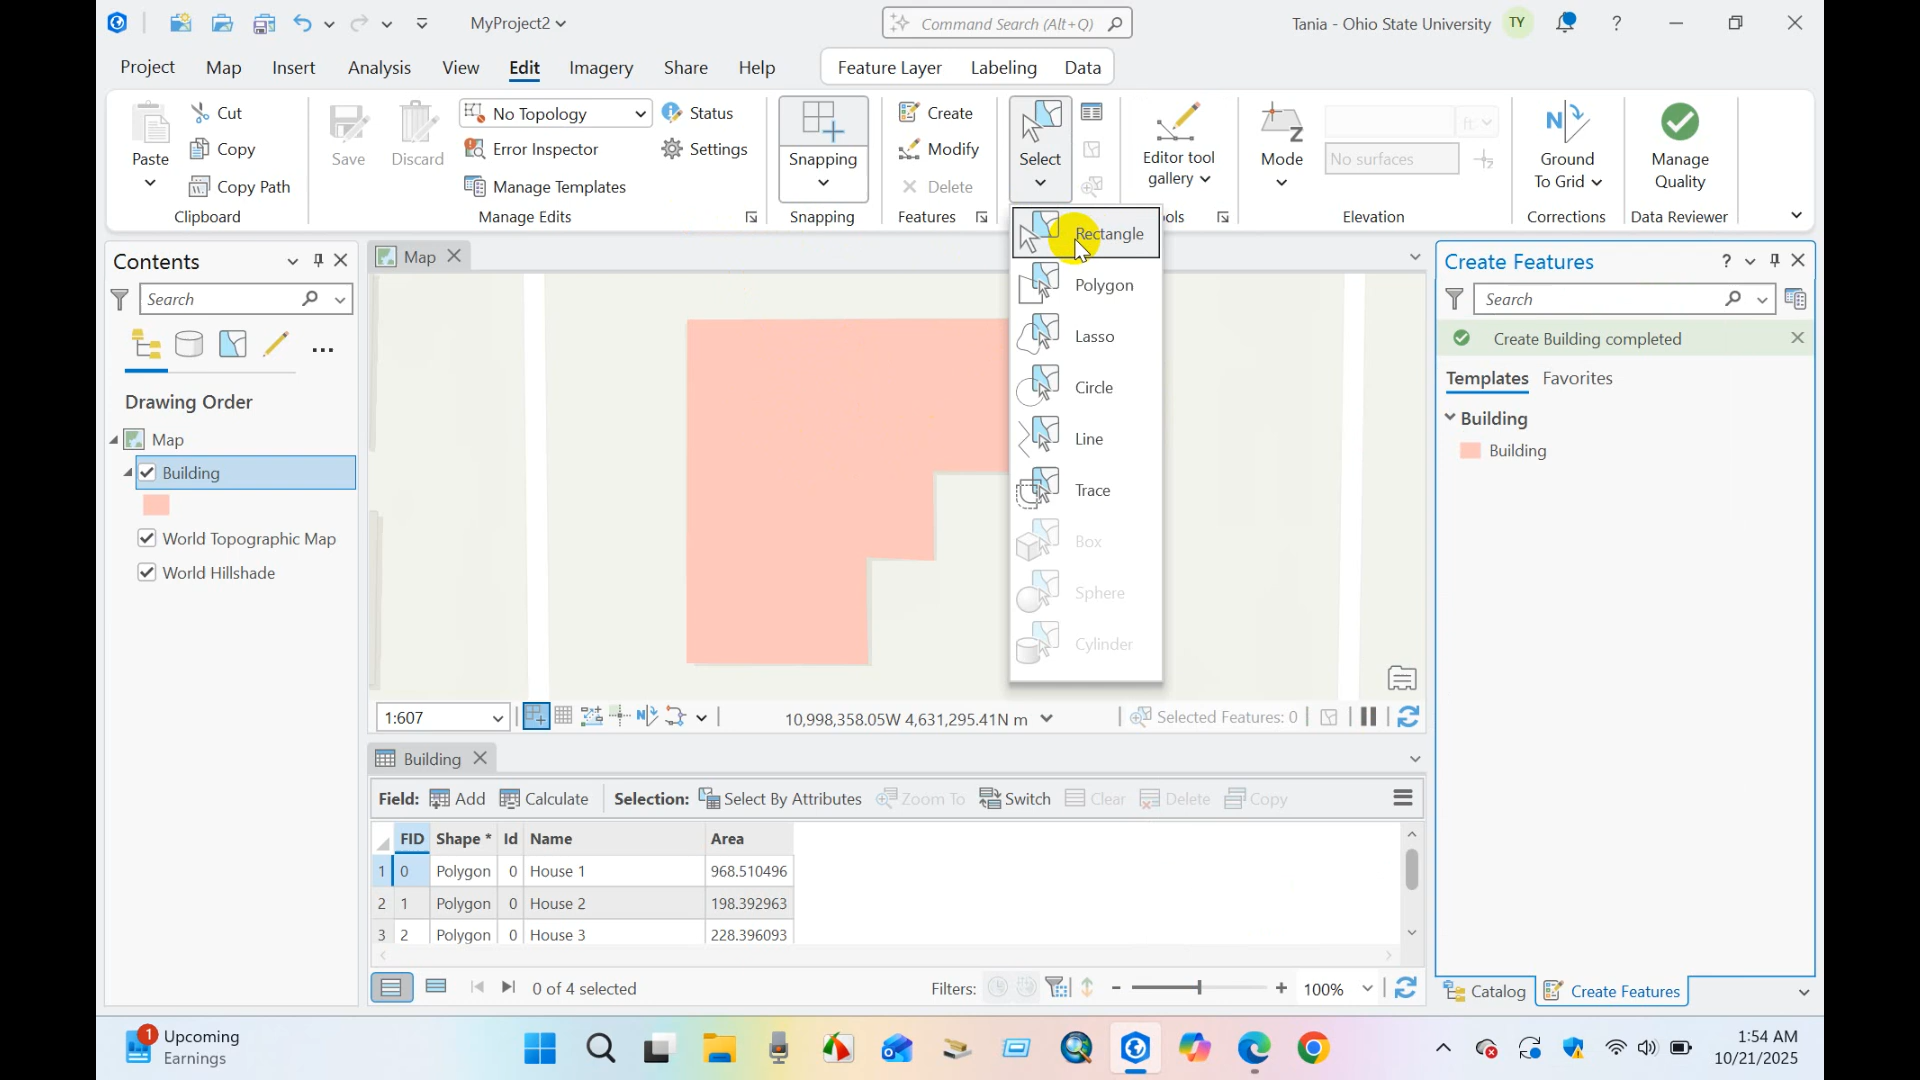 MyProject2
Command Search (Alt+Q)
Tania - Ohio State University
TY
?
Project
Map
Insert
Analysis
View
Edit
Imagery
Share
Help
Feature Layer
Labeling
Data
Paste
Cut
Copy
Copy Path
Clipboard
Save
Discard
No Topology
Error Inspector
Manage Templates
Status
Settings
Manage Edits
Snapping
Snapping
Create
Modify
Delete
Features
Select
Editor tool
gallery
ols
Mode
ft
No surfaces
Elevation
Ground
To Grid
Corrections
Manage
Quality
Data Reviewer
Rectangle
Polygon
Lasso
Circle
Line
Trace
Box
Sphere
Cylinder
Contents
Search
Drawing Order
Map
Building
World Topographic Map
World Hillshade
Map
1:607
10,998,358.05W 4,631,295.41N m
Selected Features: 0
Building
Field:
Add
Calculate
Selection:
Select By Attributes
Zoom To
Switch
Clear
Delete
Copy
FID Shape * Id Name Area
1 0 Polygon 0 House 1 968.510496
2 1 Polygon 0 House 2 198.392963
3 2 Polygon 0 House 3 228.396093
0 of 4 selected
Filters:
100%
Create Features
?
Search
Create Building completed
Templates
Favorites
Building
Building
Catalog
Create Features
1
Upcoming
Earnings
1:54 AM
10/21/2025